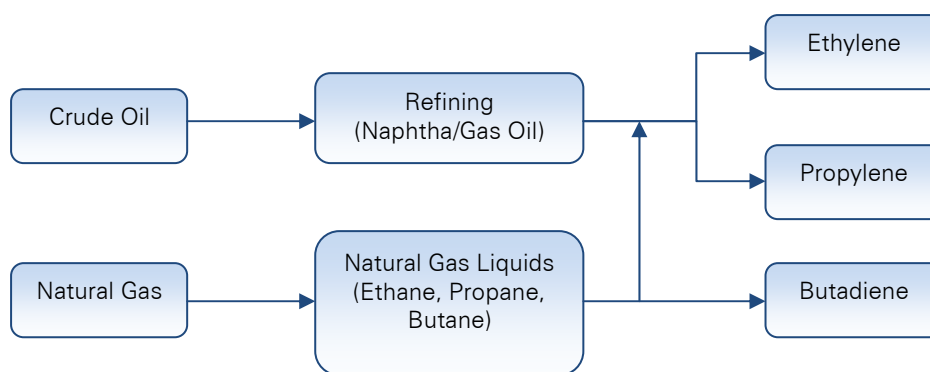 Ethylene
Crude Oil
Refining
(Naphtha/Gas Oil)
Propylene
Natural Gas
Natural Gas Liquids
(Ethane, Propane,
Butane)
Butadiene